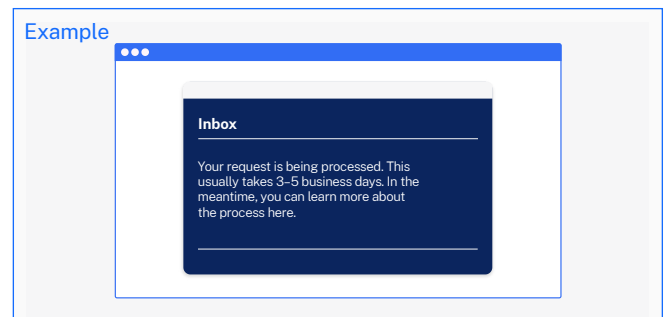 Example
Inbox
Your request is being processed. This
usually takes 3–5 business days. In the
meantime, you can learn more about
the process here.